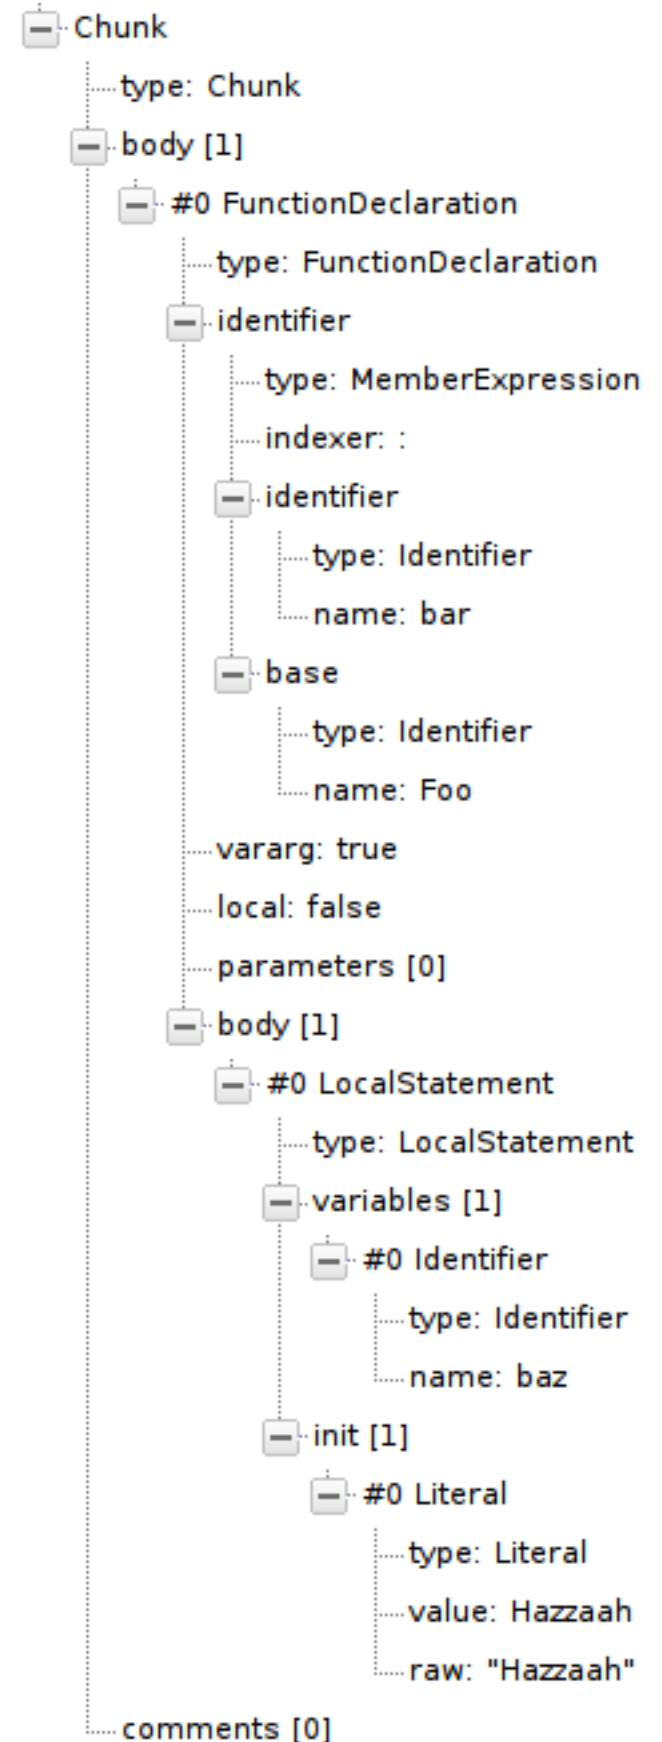 Chunk
type: Chunk
body [1]
#0 FunctionDeclaration
type: FunctionDeclaration
identifier
type: MemberExpression
indexer: :
identifier
type: Identifier
name: bar
base
type: Identifier
name: Foo
vararg: true
local: false
parameters [0]
body [1]
#0 LocalStatement
type: LocalStatement
variables [1]
#0 Identifier
type: Identifier
name: baz
init [1]
#0 Literal
type: Literal
value: Hazzaah
raw: "Hazzaah"
comments [0]